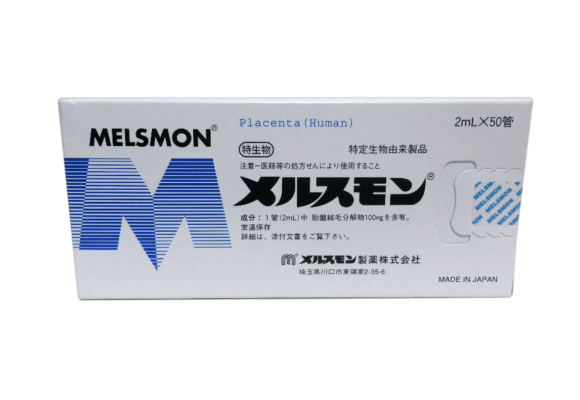 MELSMON®
Placenta(Human)
2mL×50管
特生物
特定生物由来製品
注意-医師等の処方せんにより使用すること
メルスモン®
成分:1管(2mL)中 胎盤絨毛分解物100mgを含有。
室温保存
詳細は、添付文書をご覧下さい。
メルスモン製薬株式会社
埼玉県川口市東領家2-35-6
MADE IN JAPAN
MELSMON
MELSMON
MELSMON